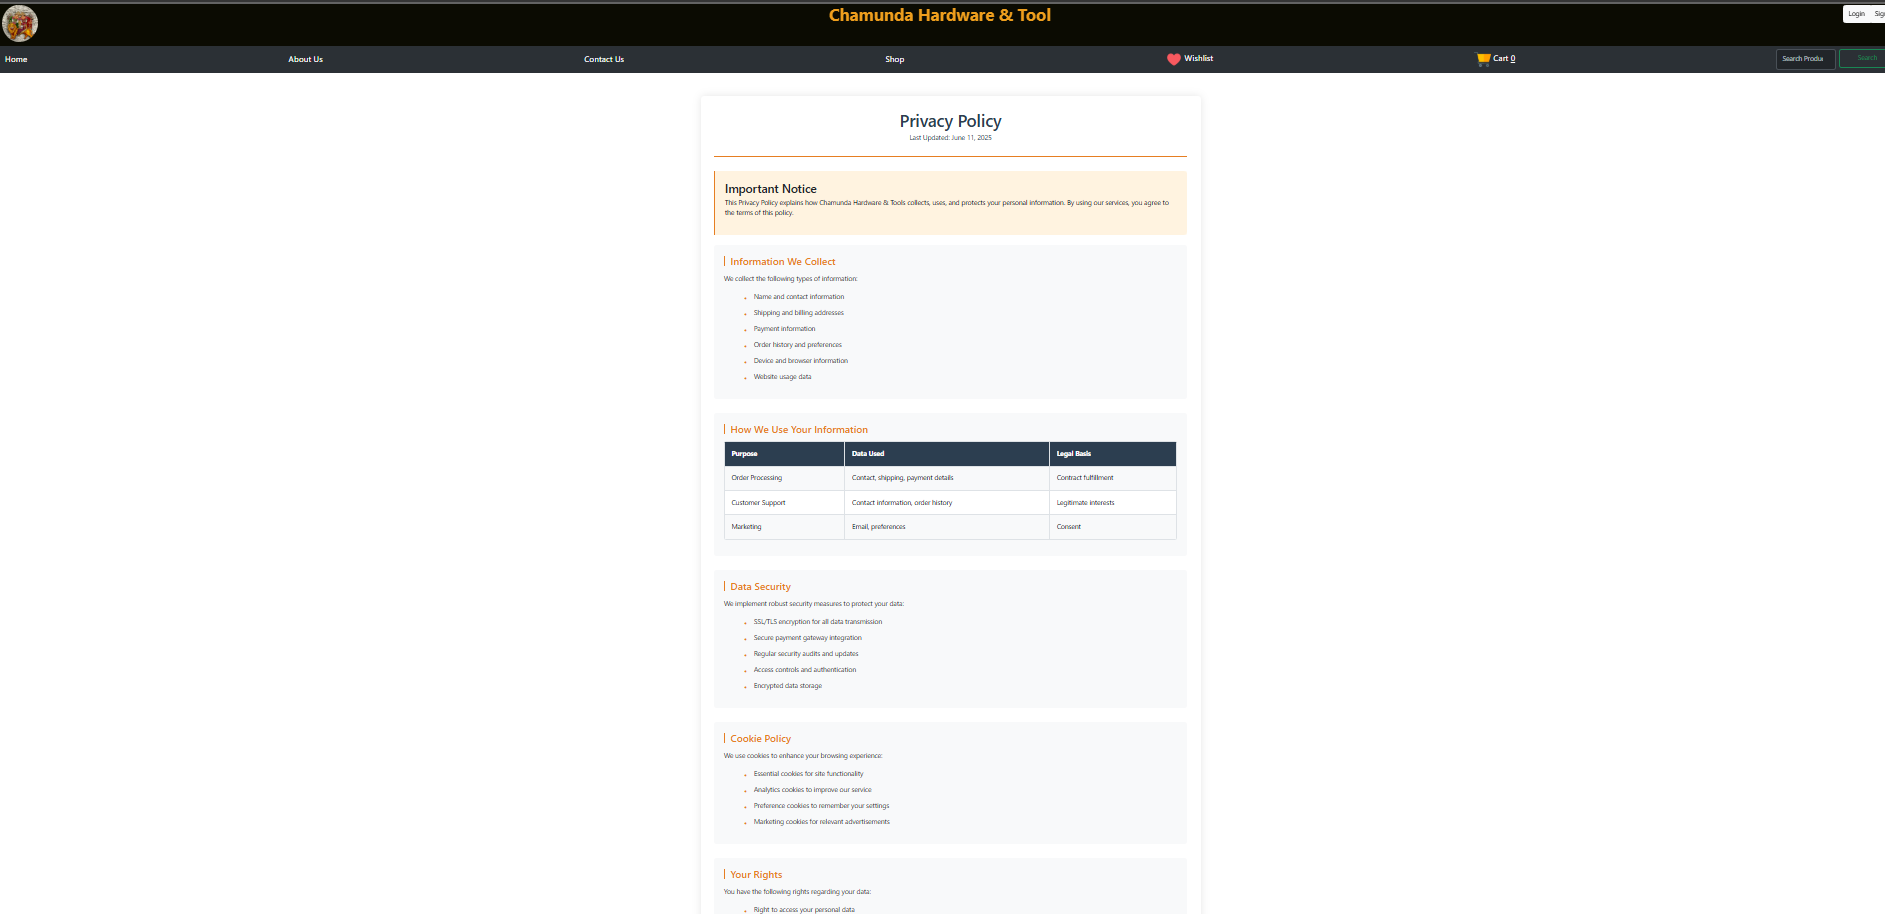 Chamunda Hardware & Tool
Login
Home About Us Contact Us Shop Wishlist Cart 0 Search
Privacy Policy
Last Updated: June 11, 2025
Important Notice
This Privacy Policy explains how Chamunda Hardware & Tools collects, uses, and protects your personal information. By using our services, you agree to
the terms of this policy.
Information We Collect
We collect the following types of information:
Name and contact information
Shipping and billing addresses
Payment information
Order history and preferences
Device and browser information
Website usage data
How We Use Your Information
Purpose Data Used Legal Basis
Order Processing Contact, shipping, payment details Contract fulfillment
Customer Support Contact information, order history Legitimate interests
Marketing Email, preferences Consent
Data Security
We implement robust security measures to protect your data:
SSL/TLS encryption for all data transmission
Secure payment gateway integration
Regular security audits and updates
Access controls and authentication
Encrypted data storage
Cookie Policy
We use cookies to enhance your browsing experience:
Essential cookies for site functionality
Analytics cookies to improve our service
Preference cookies to remember your settings
Marketing cookies for relevant advertisements
Your Rights
You have the following rights regarding your data:
Right to access your personal data